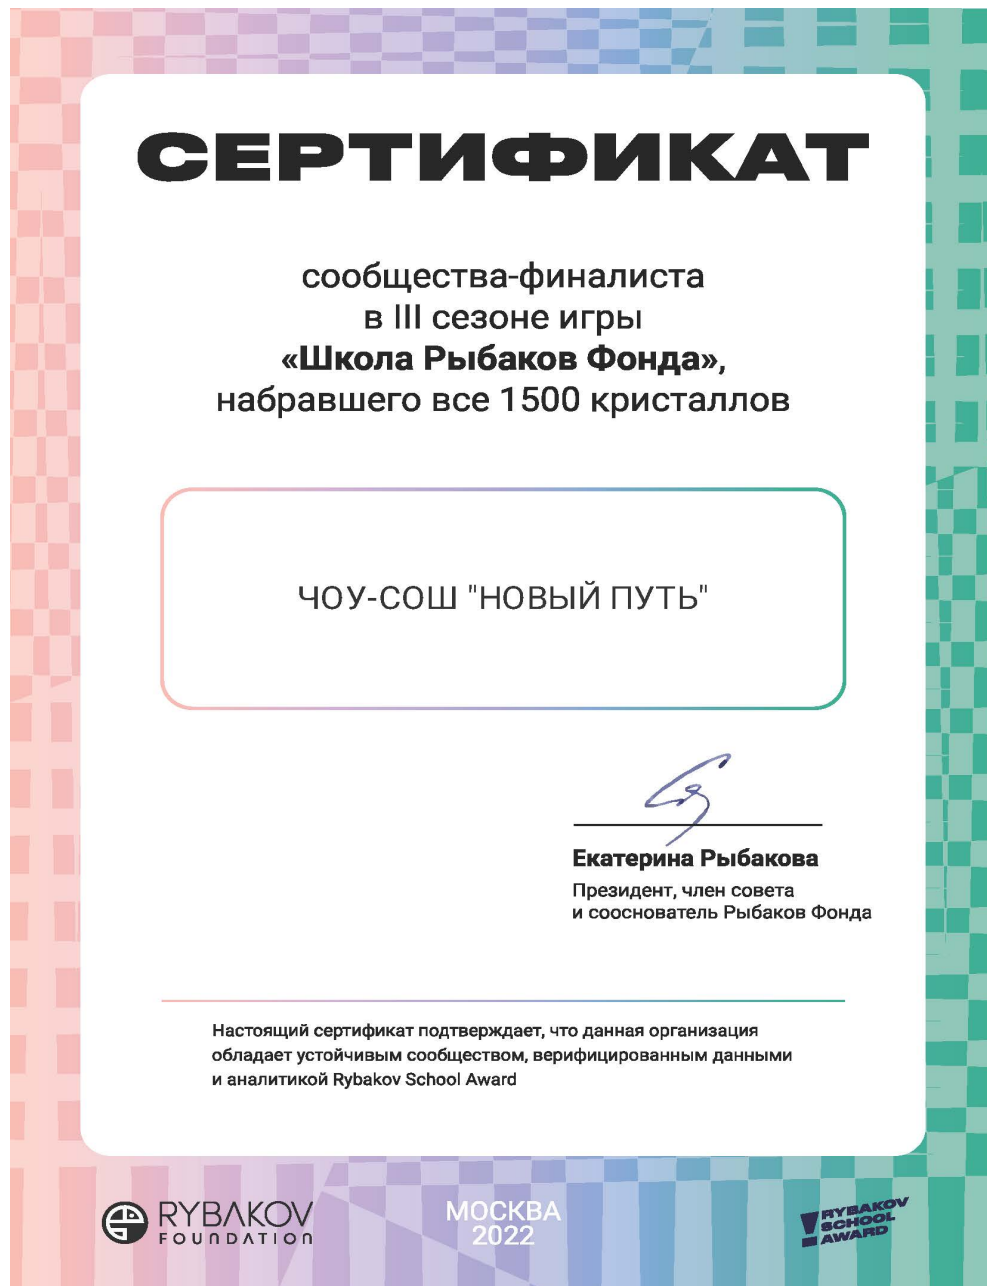 СЕРТИФИКАТ
сообщества-финалиста
в III сезоне игры
«Школа Рыбаков Фонда»,
набравшего все 1500 кристаллов
ЧОУ-СОШ "НОВЫЙ ПУТЬ"
Екатерина Рыбакова
Президент, член совета
и сооснователь Рыбаков Фонда
Настоящий сертификат подтверждает, что данная организация
обладает устойчивым сообществом, верифицированным данными
и аналитикой Rybakov School Award
RYBAKOV
FOUNDATION
МОСКВА
2022
RYBAKOV
SCHOOL
AWARD